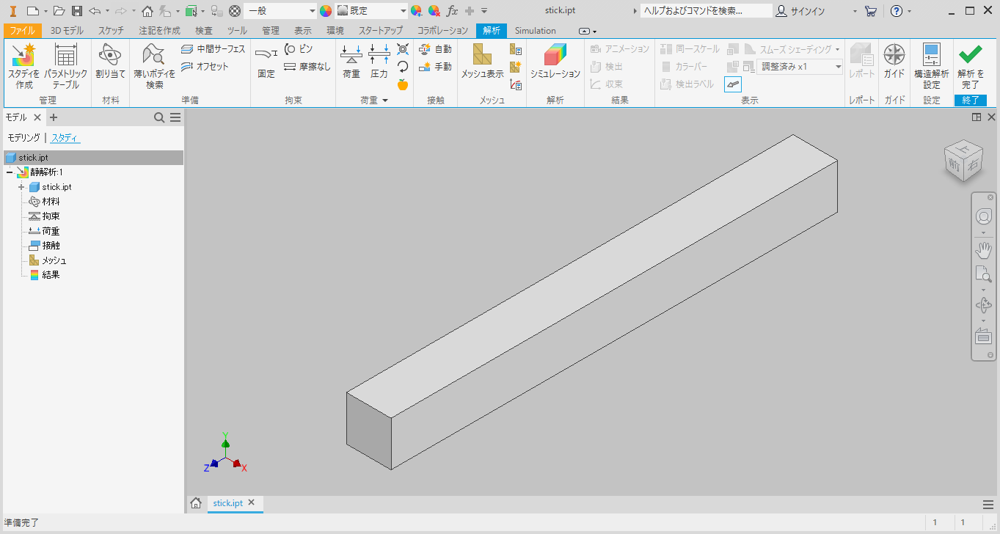 一般 既定 fx stick.ipt ヘルプおよびコマンドを検索... サインイン
ファイル 3D モデル スケッチ 注記を作成 検査 ツール 管理 表示 環境 スタートアップ コラボレーション 解析 Simulation
スタディを作成
パラメトリックテーブル
管理
割り当て
材料
薄いボディを検索
中間サーフェス
オフセット
準備
固定
ピン
摩擦なし
拘束
荷重
圧力
荷重
自動
手動
接触
メッシュ表示
メッシュ
シミュレーション
解析
アニメーション
検出
収束
結果
同一スケール
カラーバー
検出ラベル
スムーズ シェーディング
調整済み x1
表示
レポート
レポート
ガイド
ガイド
構造解析設定
設定
解析 を完了
終了
モデル
モデリング | スタディ
stick.ipt
静解析:1
stick.ipt
材料
拘束
荷重
接触
メッシュ
結果
上
前
右
Y
Z
X
stick.ipt
準備完了
1 1